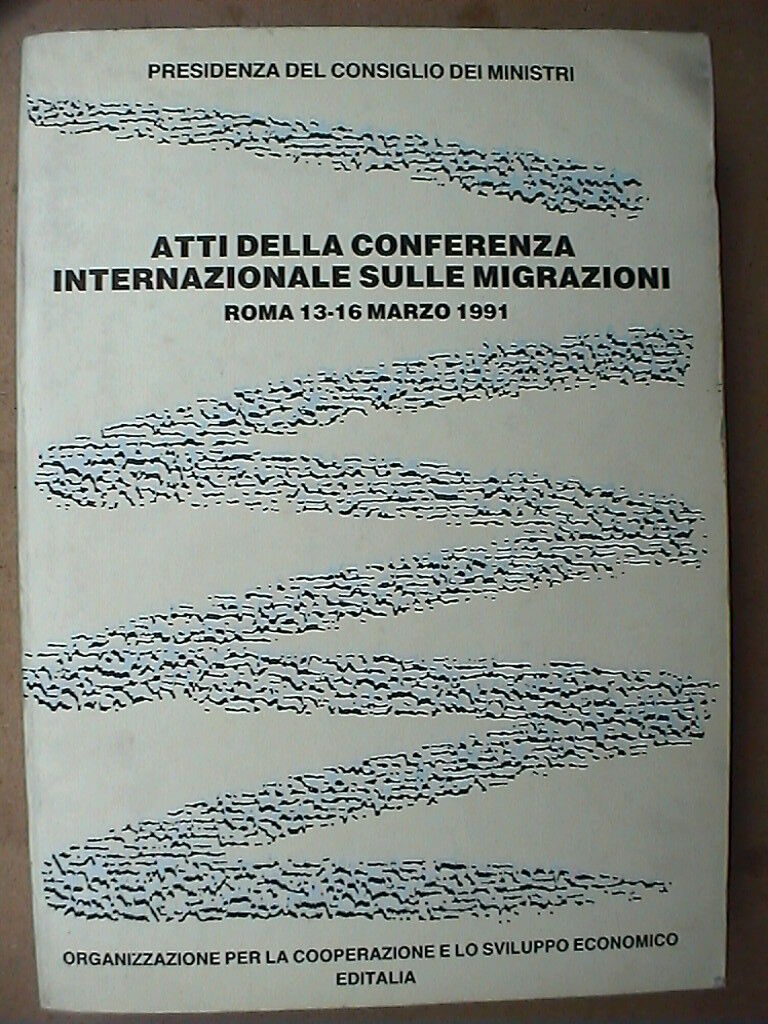 PRESIDENZA DEL CONSIGLIO DEI MINISTRI
ATTI DELLA CONFERENZA
INTERNAZIONALE SULLE MIGRAZIONI
ROMA 13-16 MARZO 1991
ORGANIZZAZIONE PER LA COOPERAZIONE E LO SVILUPPO ECONOMICO
EDITALIA